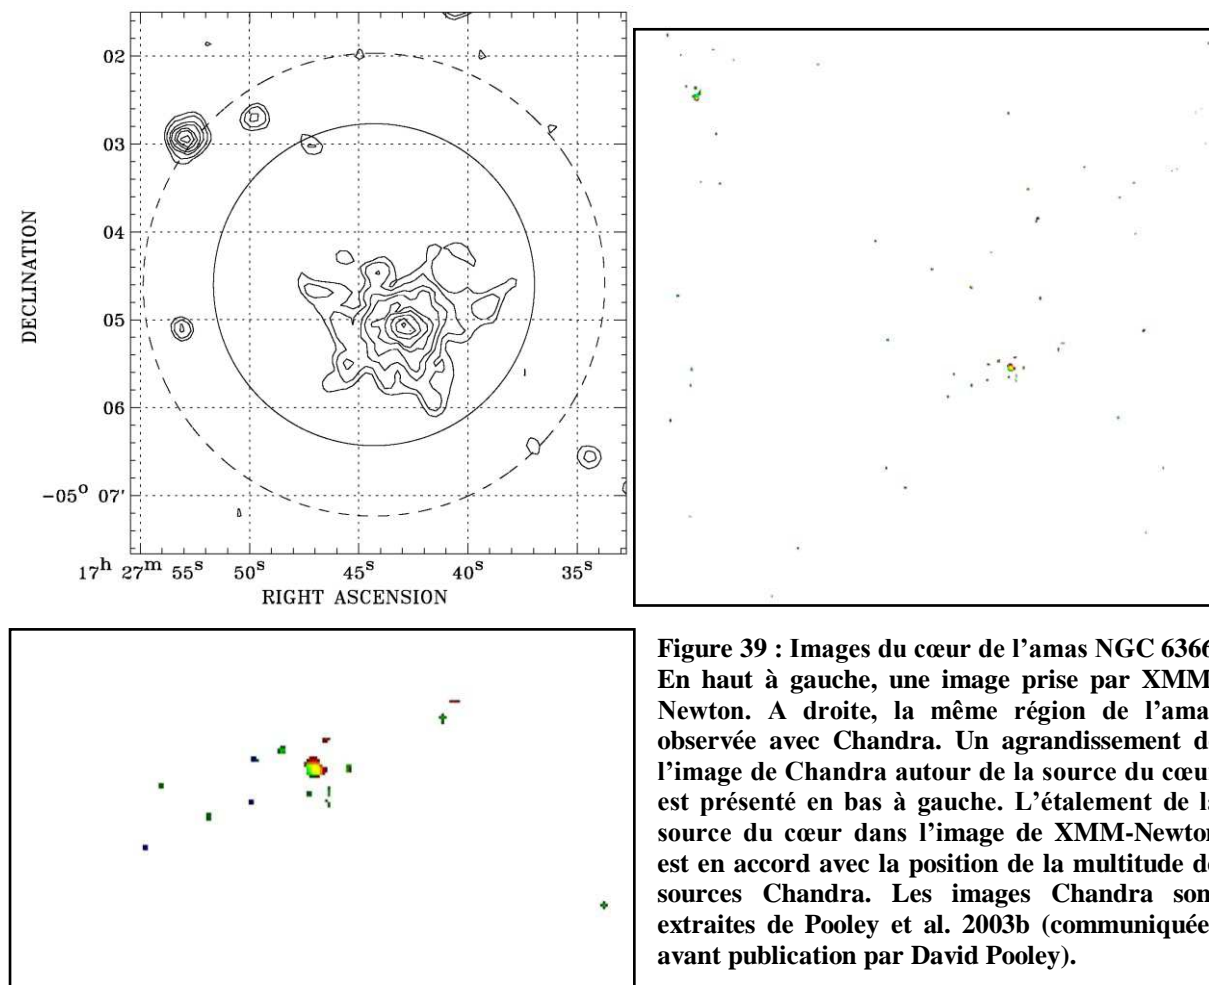 02
03
04
05
06
−05° 07'
DECLINATION
17h 27m 55s 50s 45s 40s 35s
RIGHT ASCENSION
Figure 39 : Images du cœur de l’amas NGC 6366
En haut à gauche, une image prise par XMM-
Newton. A droite, la même région de l’ama
observée avec Chandra. Un agrandissement de
l’image de Chandra autour de la source du cœur
est présenté en bas à gauche. L’étalement de la
source du cœur dans l’image de XMM-Newton
est en accord avec la position de la multitude de
sources Chandra. Les images Chandra son
extraites de Pooley et al. 2003b (communiquée
avant publication par David Pooley).